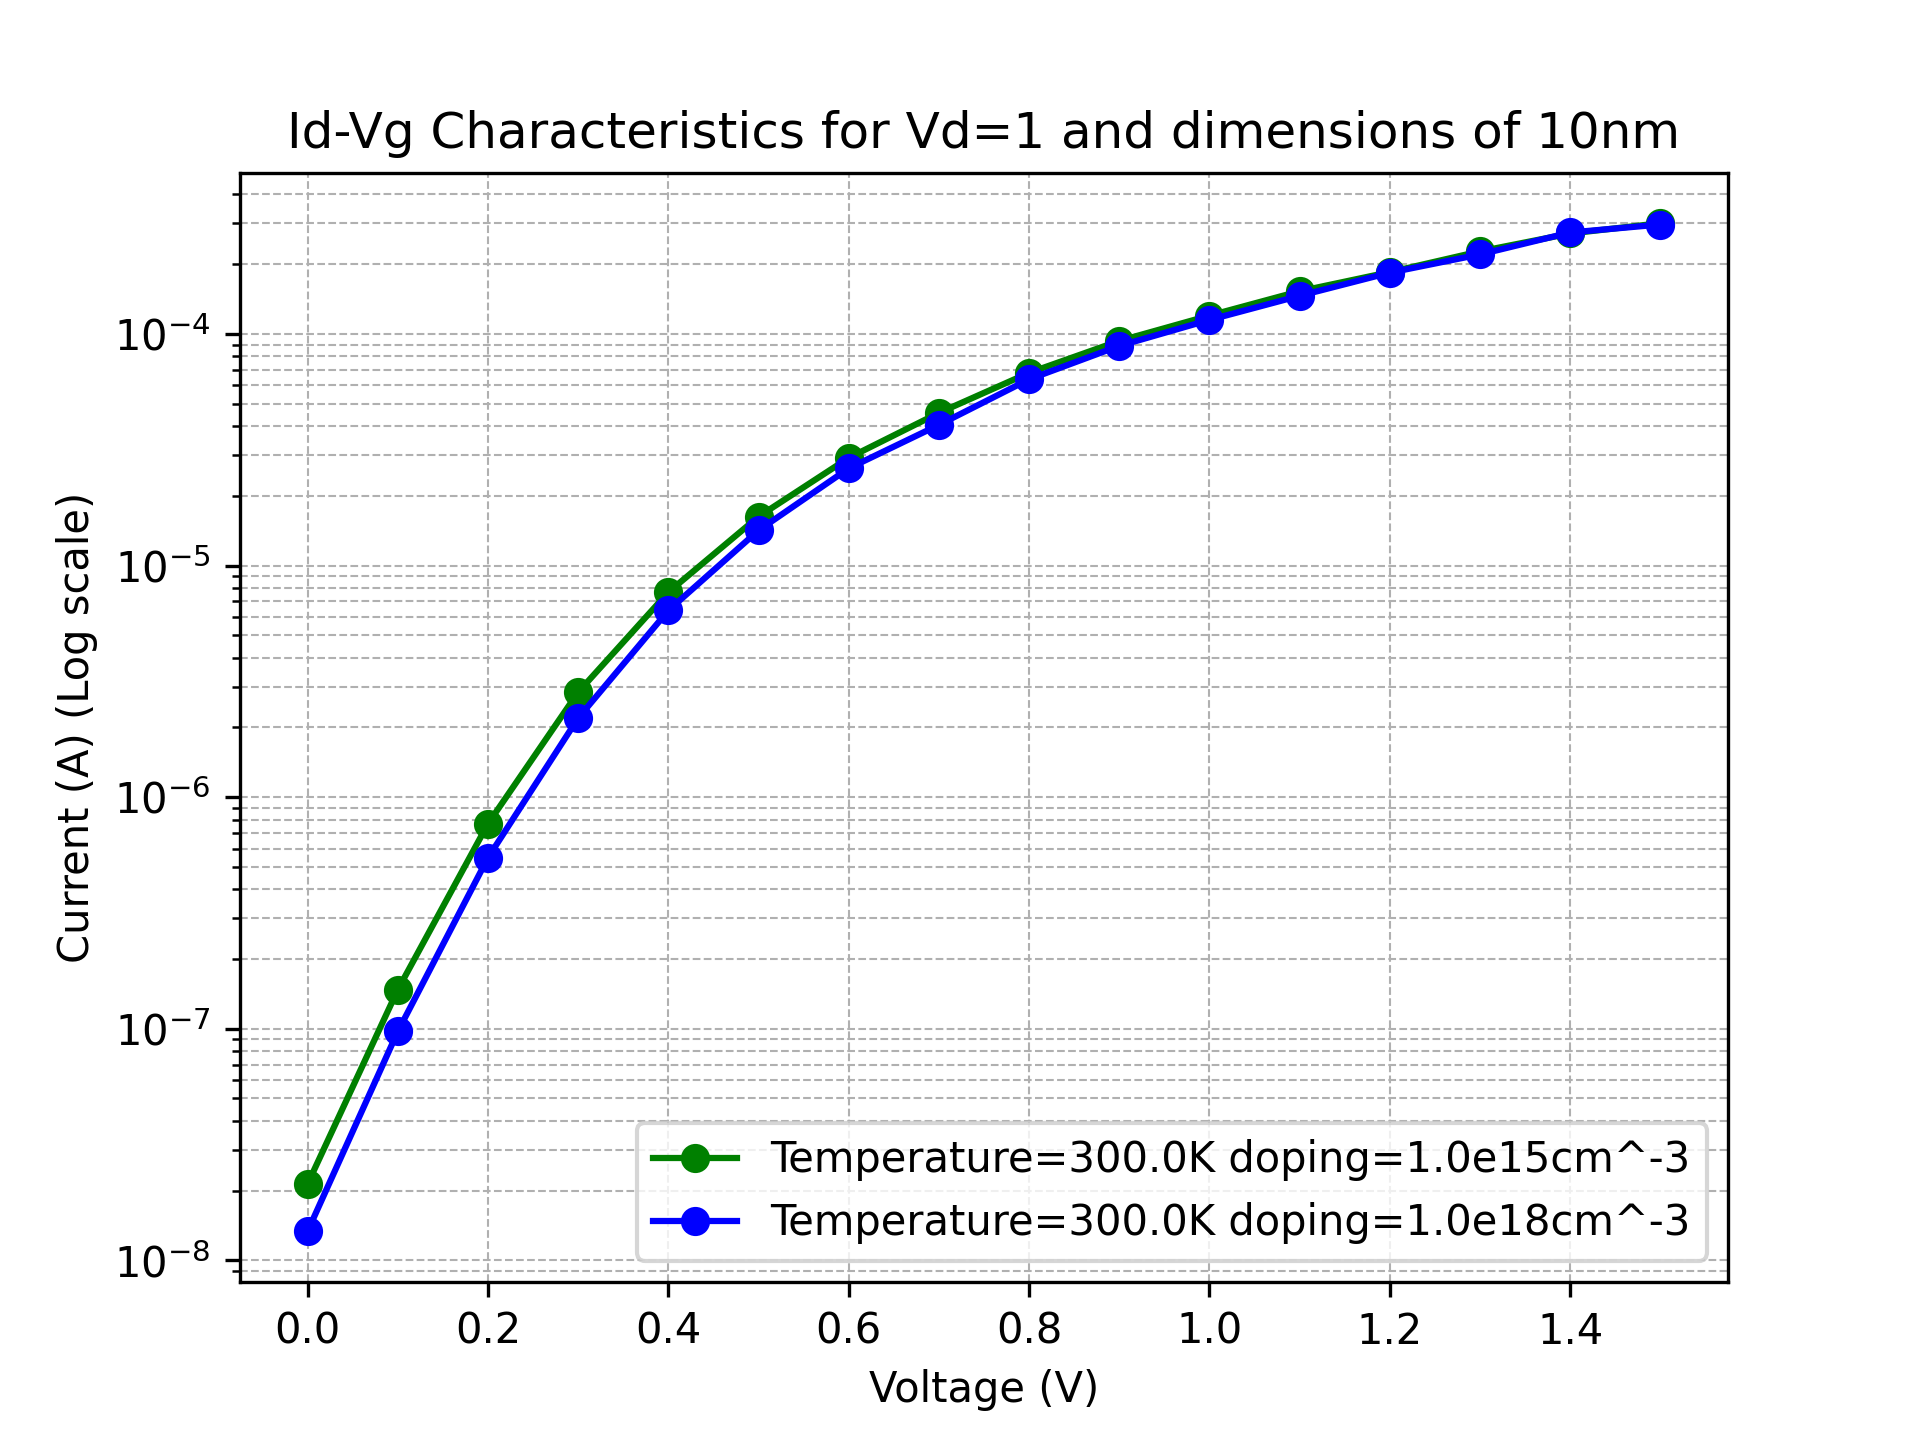 Id-Vg Characteristics for Vd=1 and dimensions of 10nm
Current (A) (Log scale)
10⁻⁴
10⁻⁵
10⁻⁶
10⁻⁷
10⁻⁸
Temperature=300.0K doping=1.0e15cm^-3
Temperature=300.0K doping=1.0e18cm^-3
0.0 0.2 0.4 0.6 0.8 1.0 1.2 1.4
Voltage (V)